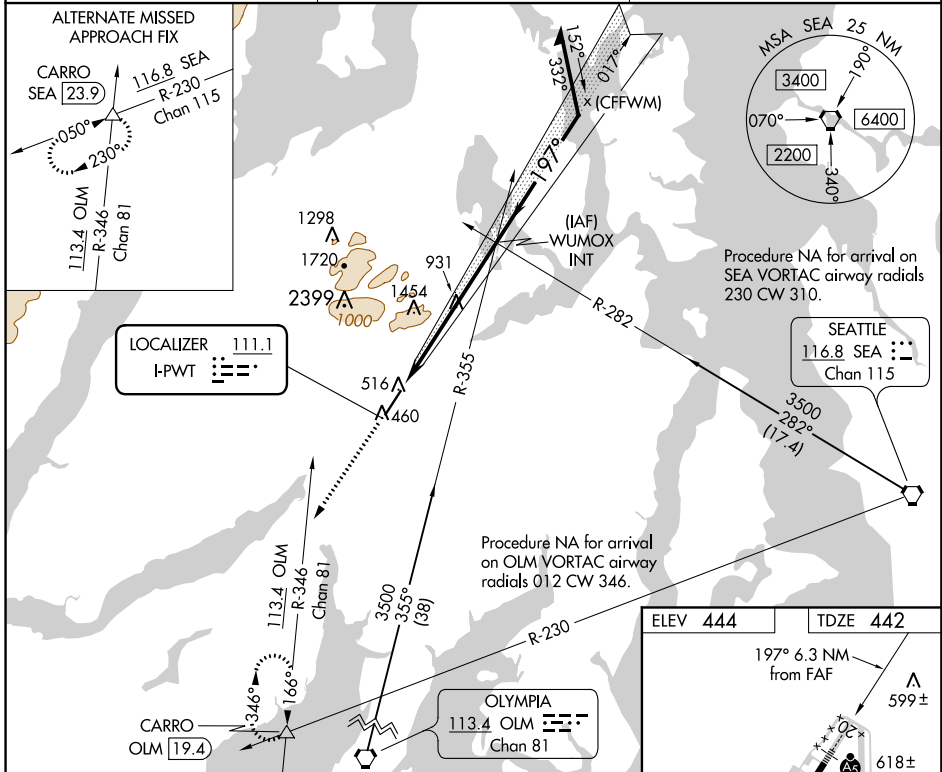 ALTERNATE MISSED
APPROACH FIX
CARRO
SEA 23.9
116.8 SEA
R-230
Chan 115
050°
230°
113.4 OLM
R-346
Chan 81
152°
332°
017°
x (CFFWM)
197°
MSA SEA 25 NM
190°
3400
070°
6400
2200
340°
(IAF)
WUMOX
INT
1298
1720
931
2399
1454
1000
Procedure NA for arrival on
SEA VORTAC airway radials
230 CW 310.
R-282
LOCALIZER 111.1
I-PWT
SEATTLE
116.8 SEA
Chan 115
R-355
516
460
3500
282°
(17.4)
Procedure NA for arrival
on OLM VORTAC airway
radials 012 CW 346.
113.4 OLM
R-346
Chan 81
3500
355°
(38)
R-230
346°
166°
CARRO
OLM 19.4
OLYMPIA
113.4 OLM
Chan 81
ELEV 444
TDZE 442
197° 6.3 NM
from FAF
599±
20
A5
618±